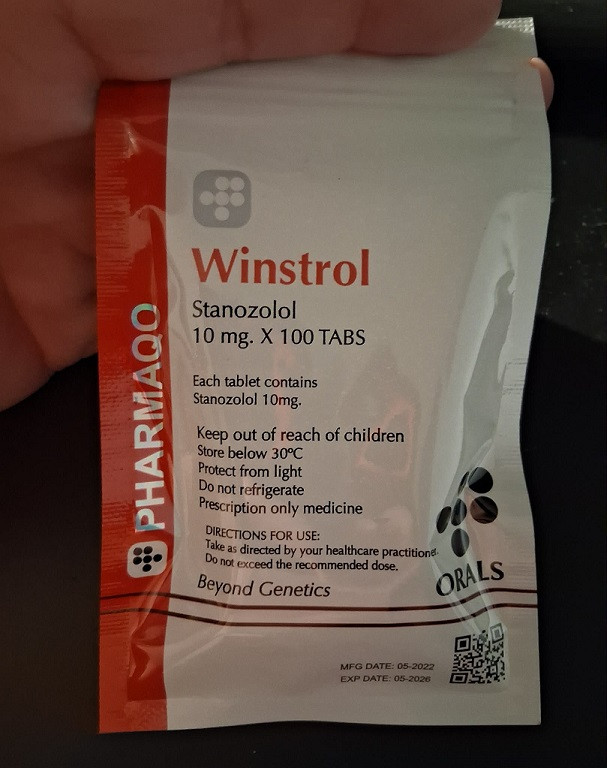 PHARMAQO
Winstrol
Stanozolol
10 mg. X 100 TABS
Each tablet contains
Stanozolol 10mg.
Keep out of reach of children
Store below 30ºC
Protect from light
Do not refrigerate
Prescription only medicine
DIRECTIONS FOR USE:
Take as directed by your healthcare practitioner.
Do not exceed the recommended dose.
Beyond Genetics
ORALS
MFG DATE: 05-2022
EXP DATE: 05-2026